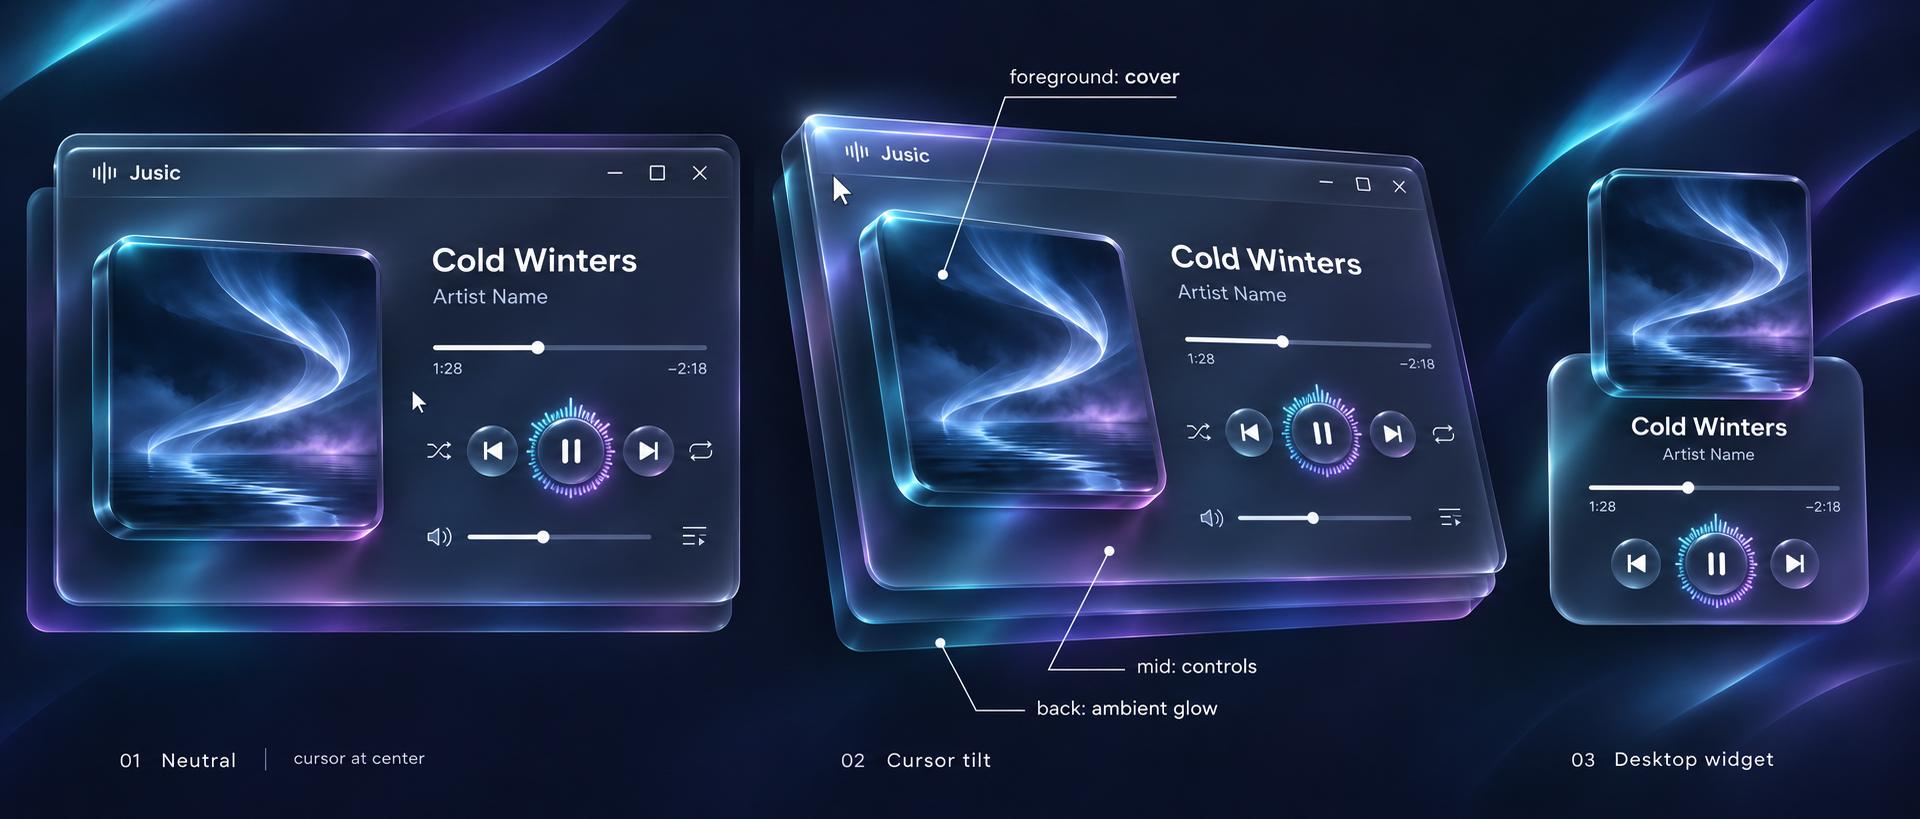 foreground: cover
Jusic
Cold Winters
Artist Name
1:28
−2:18
01 Neutral | cursor at center
Jusic
Cold Winters
Artist Name
1:28
−2:18
mid: controls
back: ambient glow
02 Cursor tilt
Cold Winters
Artist Name
1:28
−2:18
03 Desktop widget